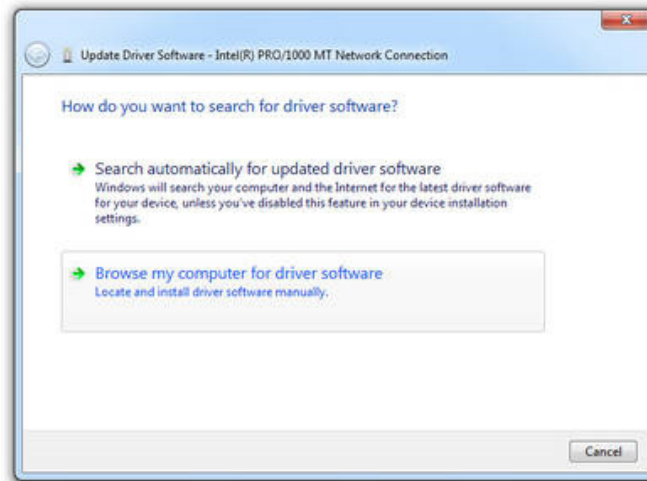 Update Driver Software - Intel(R) PRO/1000 MT Network Connection
How do you want to search for driver software?
Search automatically for updated driver software
Windows will search your computer and the Internet for the latest driver software
for your device, unless you've disabled this feature in your device installation
settings.
Browse my computer for driver software
Locate and install driver software manually.
Cancel